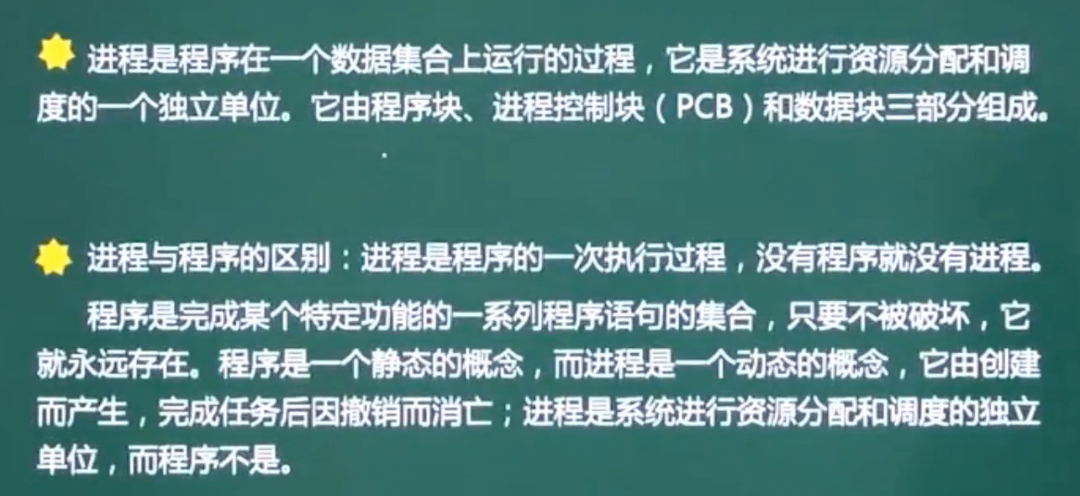 进程是程序在一个数据集合上运行的过程，它是系统进行资源分配和调
度的一个独立单位。它由程序块、进程控制块（PCB）和数据块三部分组成。
进程与程序的区别：进程是程序的一次执行过程，没有程序就没有进程。
程序是完成某个特定功能的一系列程序语句的集合，只要不被破坏，它
就永远存在。程序是一个静态的概念，而进程是一个动态的概念，它由创建
而产生，完成任务后因撤销而消亡；进程是系统进行资源分配和调度的独立
单位，而程序不是。